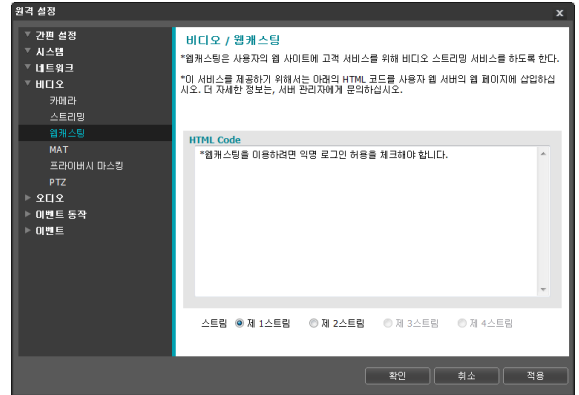 원격 설정
x
간편 설정
시스템
네트워크
비디오
카메라
스트리밍
웹캐스팅
MAT
프라이버시 마스킹
PTZ
오디오
이벤트 동작
이벤트
비디오 / 웹캐스팅
*웹캐스팅은 사용자의 웹 사이트에 고객 서비스를 위해 비디오 스트리밍 서비스를 하도록 한다.
*이 서비스를 제공하기 위해서는 아래의 HTML 코드를 사용자 웹 서버의 웹 페이지에 삽입하십
시오. 더 자세한 정보는, 서버 관리자에게 문의하십시오.
HTML Code
*웹캐스팅을 이용하려면 익명 로그인 허용을 체크해야 합니다.
스트림 제 1스트림 제 2스트림 제 3스트림 제 4스트림
확인 취소 적용